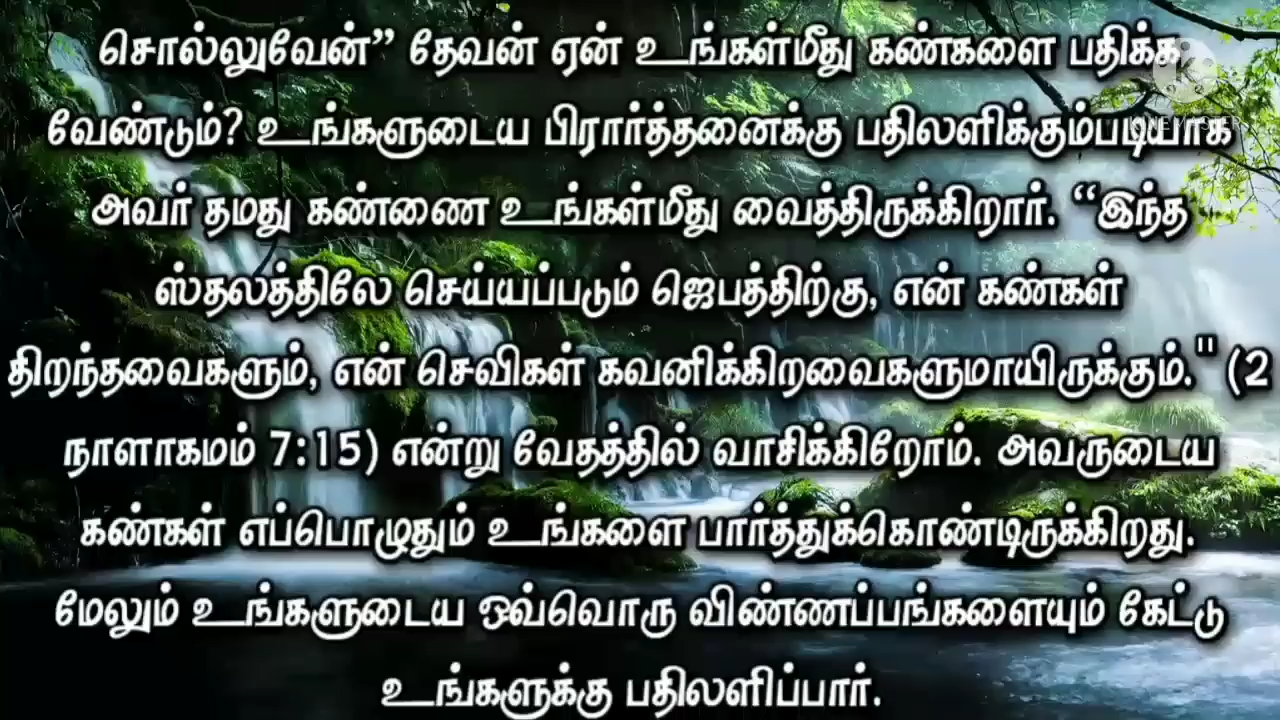 சொல்லுவேன்” தேவன் ஏன் உங்கள்மீது கண்களை பதிக்க
வேண்டும்? உங்களுடைய பிரார்த்தனைக்கு பதிலளிக்கும்படியாக
KINEMASTER
அவர் தமது கண்ணை உங்கள்மீது வைத்திருக்கிறார். “இந்த
ஸ்தலத்திலே செய்யப்படும் ஜெபத்திற்கு, என் கண்கள்
திறந்தவைகளும், என் செவிகள் கவனிக்கிறவைகளுமாயிருக்கும்." (2
நாளாகமம் 7:15) என்று வேதத்தில் வாசிக்கிறோம். அவருடைய
கண்கள் எப்பொழுதும் உங்களை பார்த்துக்கொண்டிருக்கிறது.
மேலும் உங்களுடைய ஒவ்வொரு விண்ணப்பங்களையும் கேட்டு
உங்களுக்கு பதிலளிப்பார்.